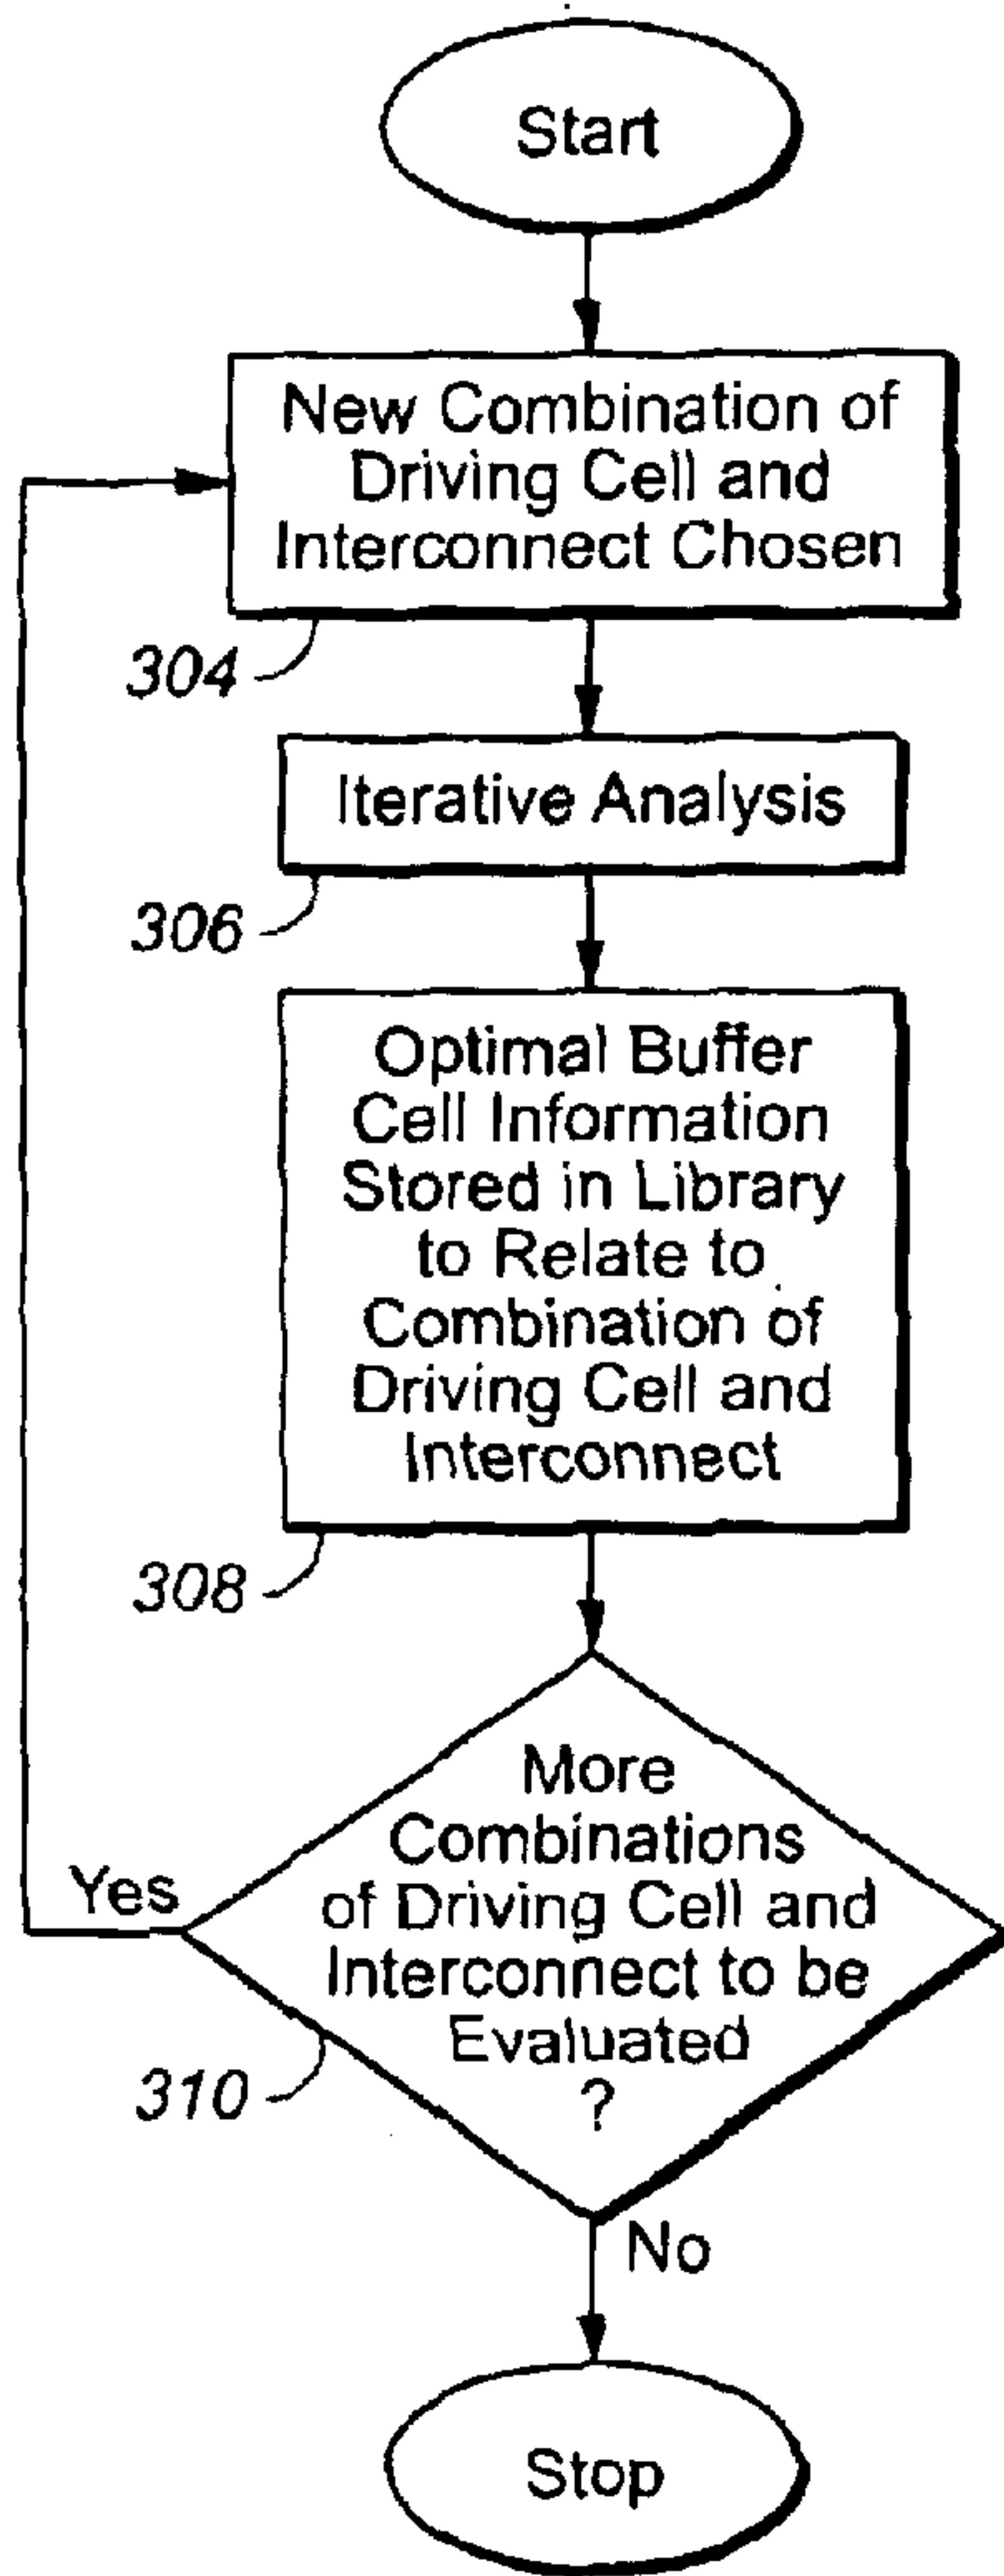 Start
New Combination of
Driving Cell and
Interconnect Chosen
304
Iterative Analysis
306
Optimal Buffer
Cell Information
Stored in Library
to Relate to
Combination of
Driving Cell and
Interconnect
308
More
Combinations
of Driving Cell and
Interconnect to be
Evaluated
?
Yes
310
No
Stop